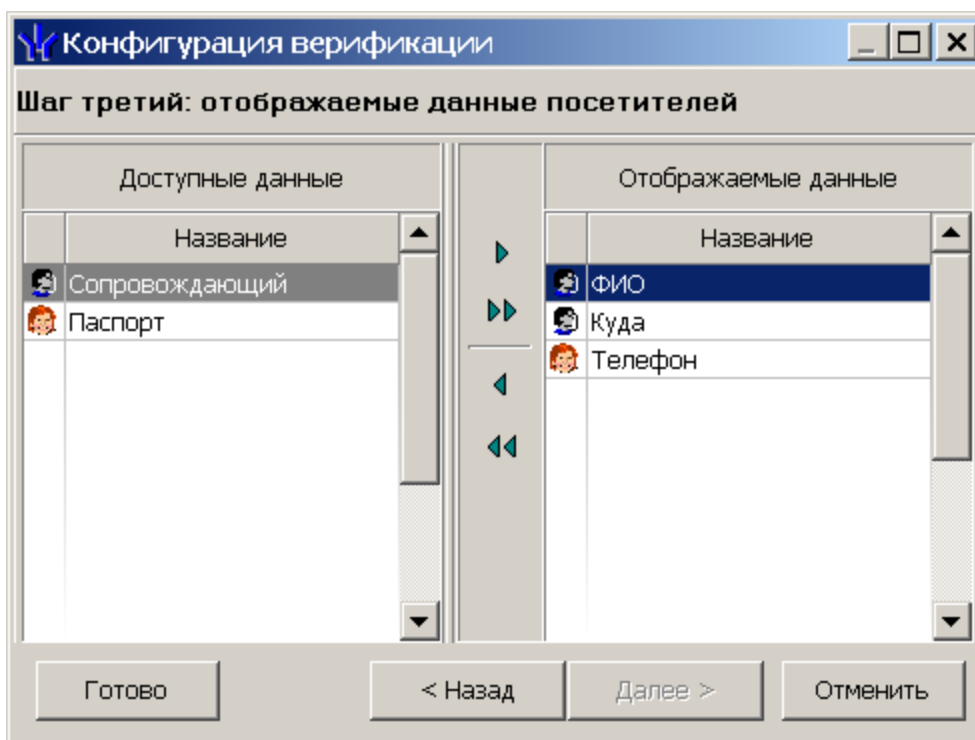 Конфигурация верификации
Шаг третий: отображаемые данные посетителей
Доступные данные
Отображаемые данные
Название
Название
Сопровождающий
ФИО
Паспорт
Куда
Телефон
Готово
< Назад
Далее >
Отменить